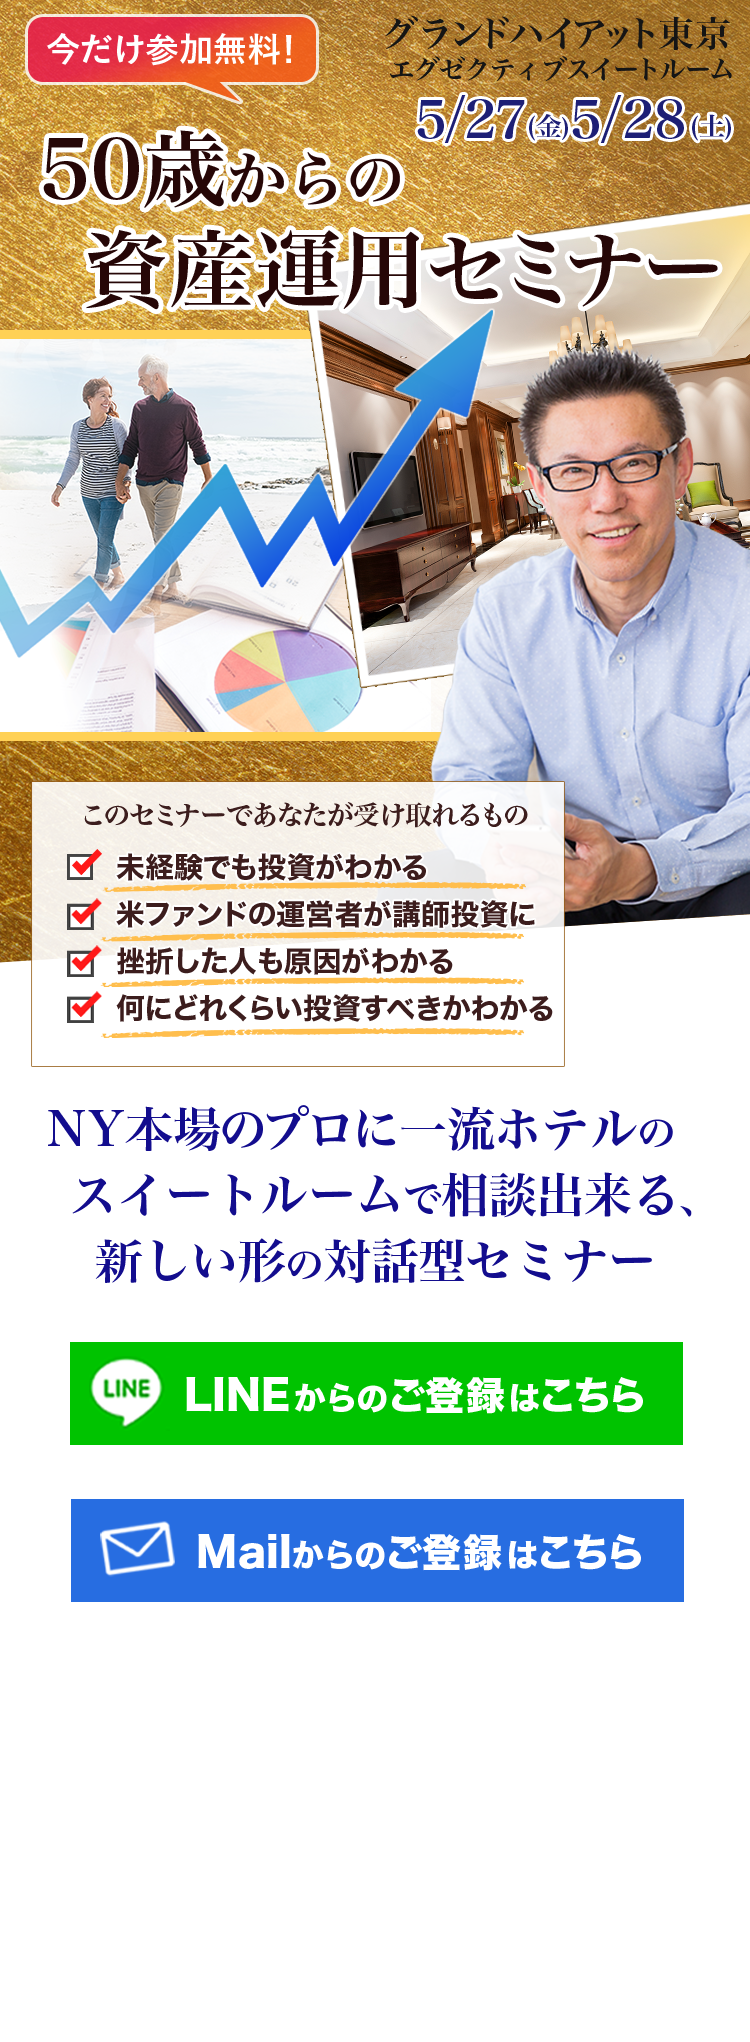 今だけ参加無料!
グランドハイアット東京
エグゼクティブスイートルーム
5/27(金)5/28(土)
50歳からの
資産運用セミナー
このセミナーであなたが受け取れるもの
未経験でも投資がわかる
米ファンドの運営者が講師投資に
挫折した人も原因がわかる
何にどれくらい投資すべきかわかる
NY本場のプロに一流ホテルの
スイートルームで相談出来る、
新しい形の対話型セミナー
LINE
LINEからのご登録はこちら
Mailからのご登録はこちら